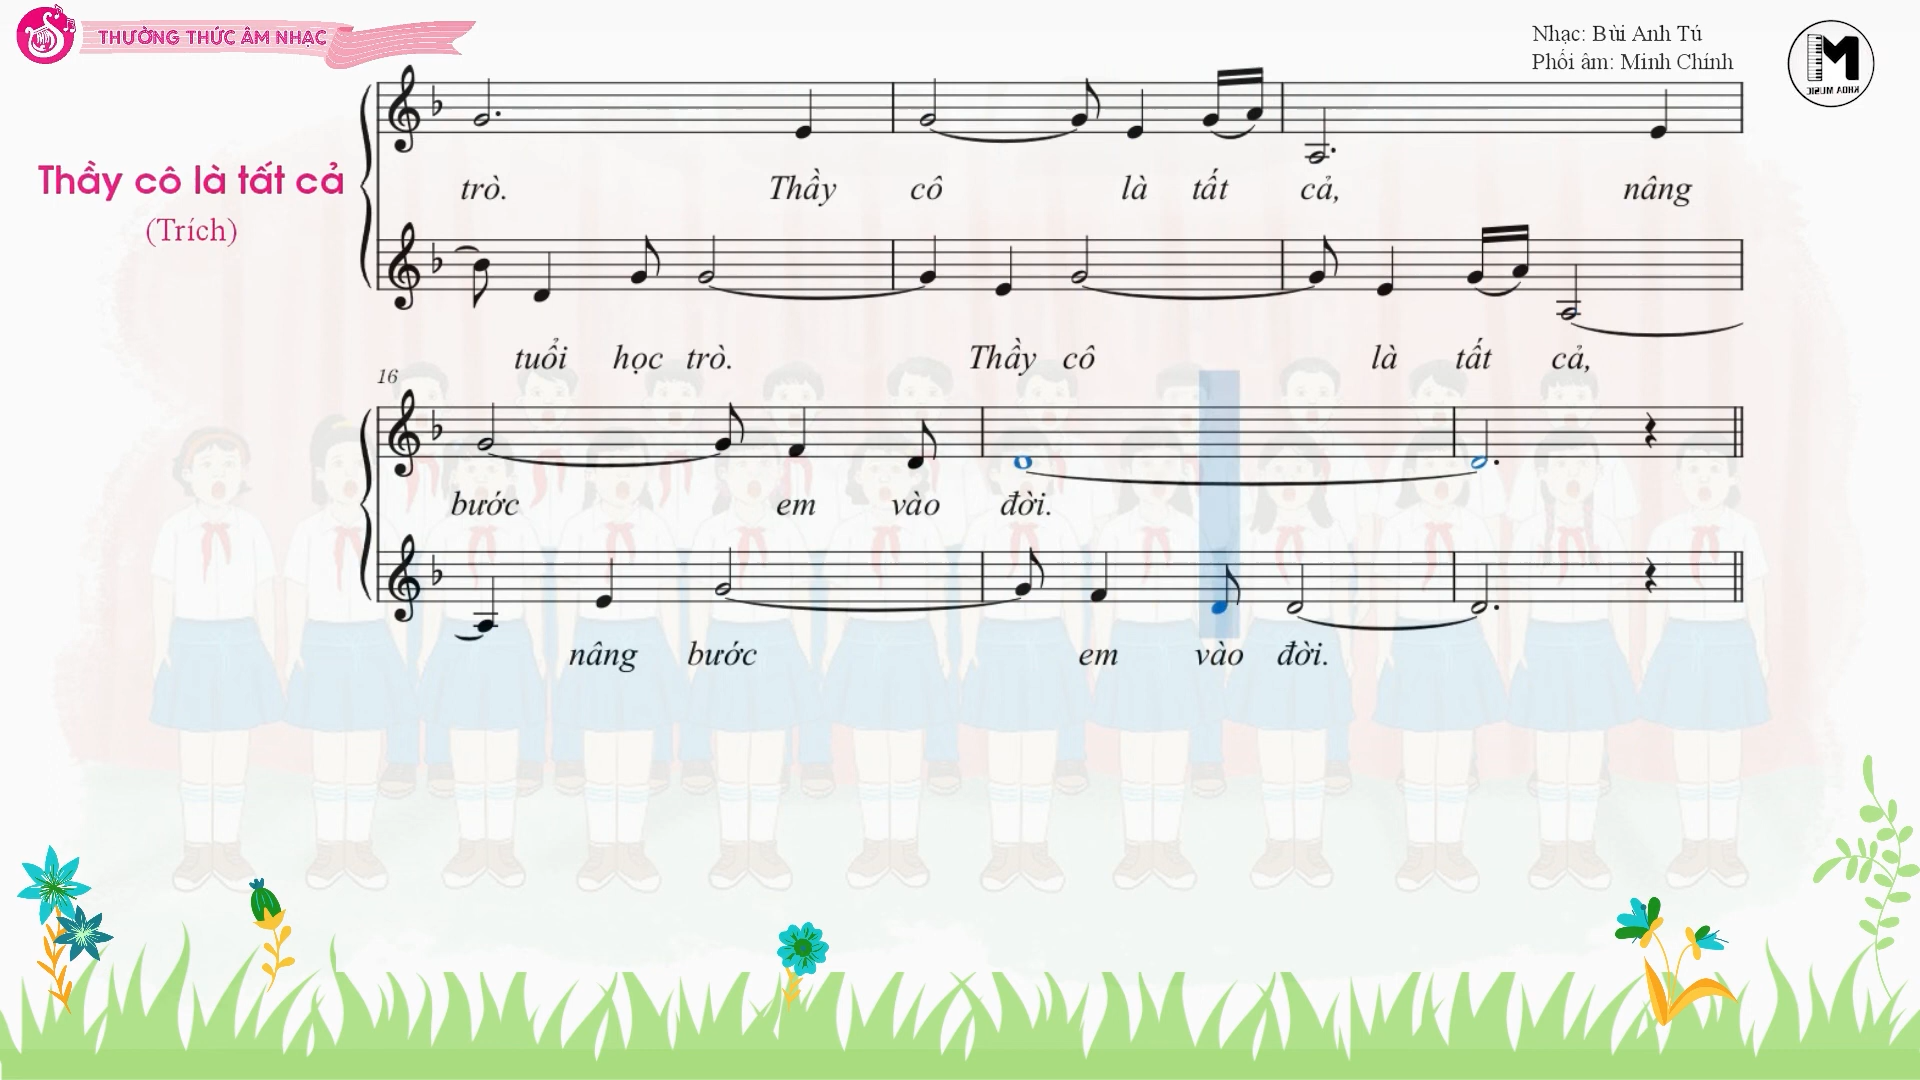 THƯỜNG THỨC ÂM NHẠC
Nhạc: Bùi Anh Tú
Phối âm: Minh Chính
M
KHOA MUSIC
Thầy cô là tất cả
(Trích)
trò. Thầy cô là tất cả, nâng
tuổi học trò. Thầy cô là tất cả,
16
bước em vào đời.
nâng bước em vào đời.